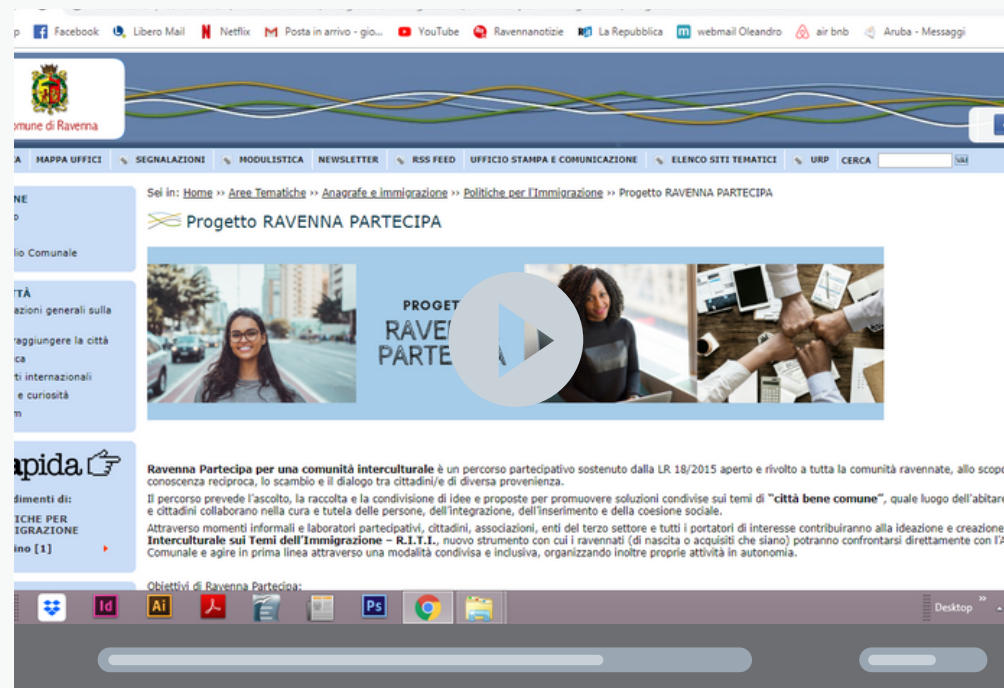 p Facebook Libero Mail Netflix Posta in arrivo - gio... YouTube Ravennanotizie La Repubblica webmail Oleandro air bnb Aruba - Messaggi
mune di Ravenna
A MAPPA UFFICI SEGNALAZIONI MODULISTICA NEWSLETTER RSS FEED UFFICIO STAMPA E COMUNICAZIONE ELENCO SITI TEMATICI URP CERCA Vai
Sei in: Home ›› Aree Tematiche ›› Anagrafe e immigrazione ›› Politiche per l'Immigrazione ›› Progetto RAVENNA PARTECIPA
NE
o
lio Comunale
TÀ
azioni generali sulla
raggiungere la città
ca
ti internazionali
e curiosità
m
apida
dimenti di:
ICHE PER
IGRAZIONE
ino [1]
Progetto RAVENNA PARTECIPA
PROGET
RAVE
PARTE A
Ravenna Partecipa per una comunità interculturale è un percorso partecipativo sostenuto dalla LR 18/2015 aperto e rivolto a tutta la comunità ravennate, allo scopo
conoscenza reciproca, lo scambio e il dialogo tra cittadini/e di diversa provenienza.
Il percorso prevede l'ascolto, la raccolta e la condivisione di idee e proposte per promuovere soluzioni condivise sui temi di "città bene comune", quale luogo dell'abitare
e cittadini collaborano nella cura e tutela delle persone, dell'integrazione, dell'inserimento e della coesione sociale.
Attraverso momenti informali e laboratori partecipativi, cittadini, associazioni, enti del terzo settore e tutti i portatori di interesse contribuiranno alla ideazione e creazione
Interculturale sui Temi dell'Immigrazione – R.I.T.I., nuovo strumento con cui i ravennati (di nascita o acquisiti che siano) potranno confrontarsi direttamente con l'A
Comunale e agire in prima linea attraverso una modalità condivisa e inclusiva, organizzando inoltre proprie attività in autonomia.
Obiettivi di Ravenna Partecipa:
Id Ai Ps Desktop »